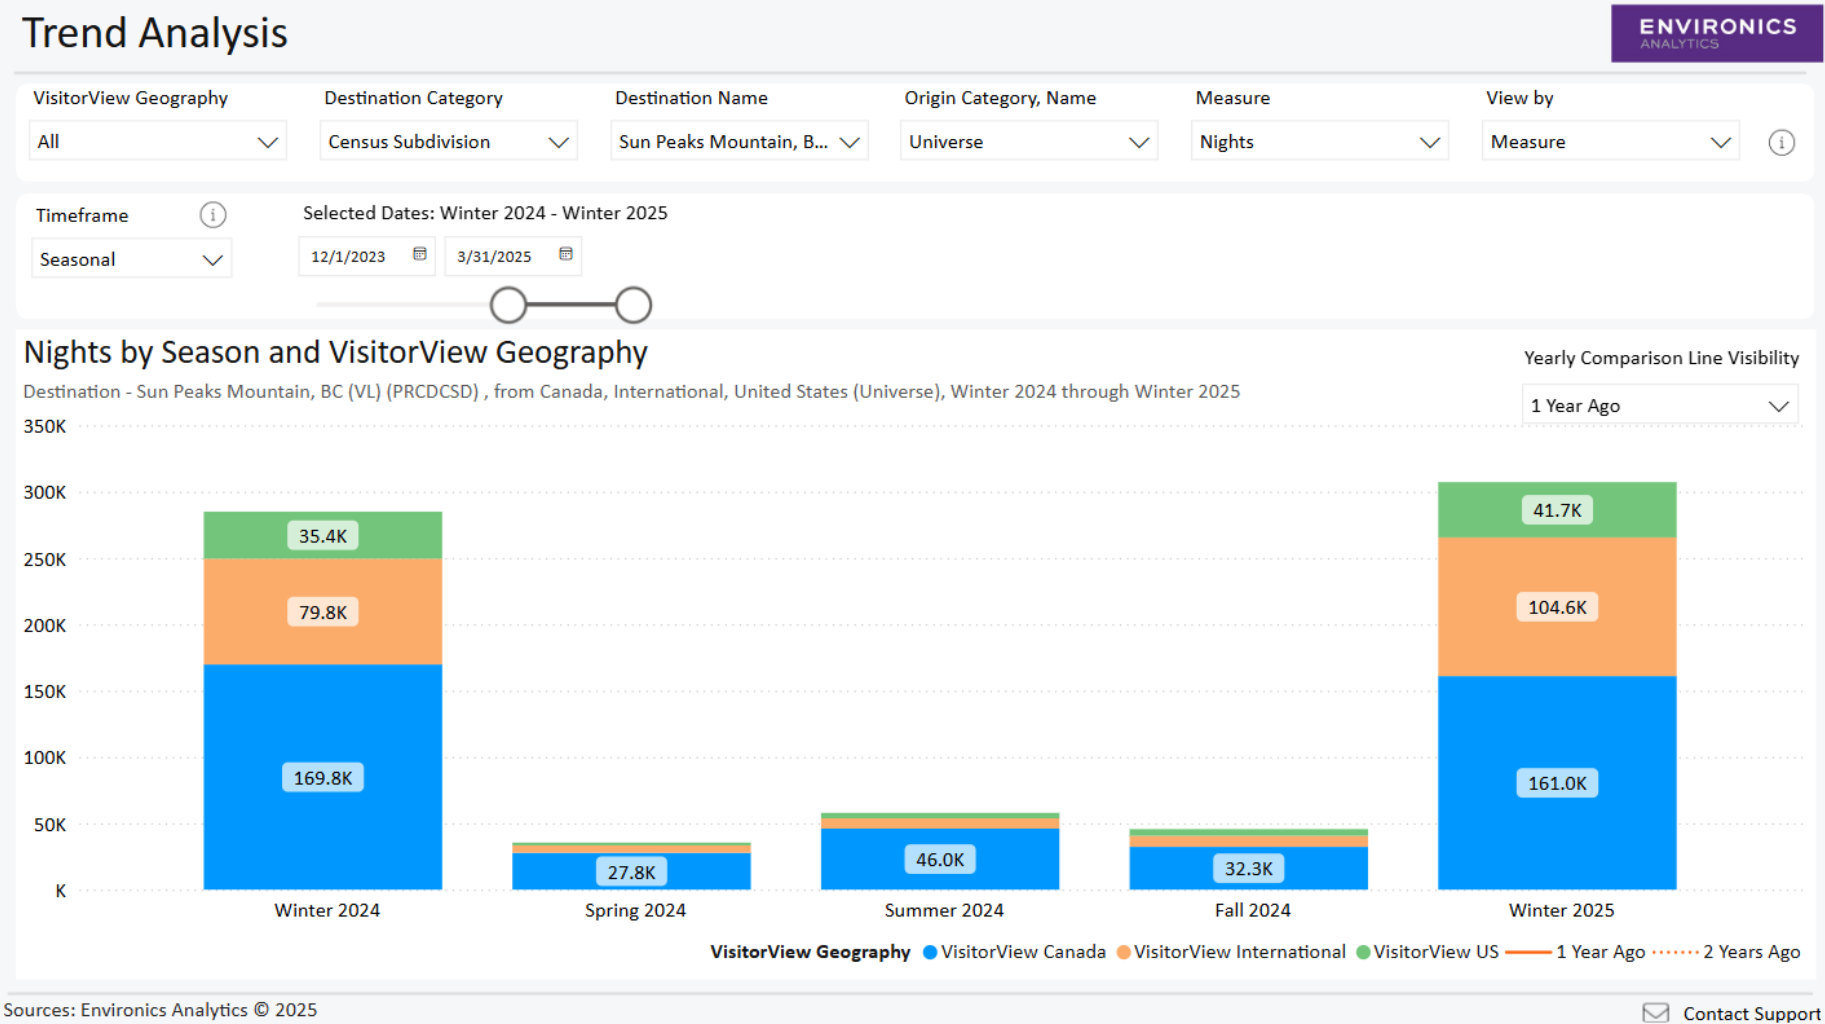 Trend Analysis
ENVIRONICS
ANALYTICS
VisitorView Geography
Destination Category
Destination Name
Origin Category, Name
Measure
View by
All
Census Subdivision
Sun Peaks Mountain, B...
Universe
Nights
Measure
Timeframe
Selected Dates: Winter 2024 - Winter 2025
Seasonal
12/1/2023
3/31/2025
Nights by Season and VisitorView Geography
Yearly Comparison Line Visibility
Destination - Sun Peaks Mountain, BC (VL) (PRCDCSD) , from Canada, International, United States (Universe), Winter 2024 through Winter 2025
1 Year Ago
350K
300K
250K
200K
150K
100K
50K
K
35.4K
79.8K
169.8K
27.8K
46.0K
32.3K
41.7K
104.6K
161.0K
Winter 2024
Spring 2024
Summer 2024
Fall 2024
Winter 2025
VisitorView Geography VisitorView Canada VisitorView International VisitorView US 1 Year Ago 2 Years Ago
Sources: Environics Analytics © 2025
Contact Support